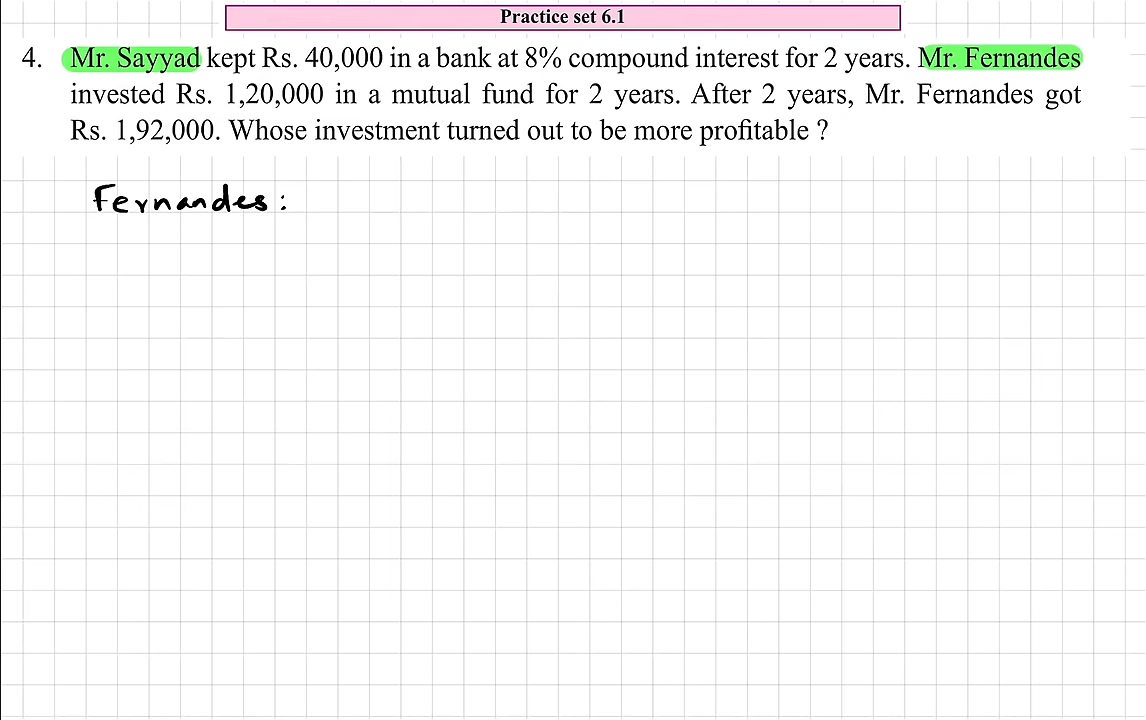 Practice set 6.1
4. Mr. Sayyad kept Rs. 40,000 in a bank at 8% compound interest for 2 years. Mr. Fernandes
invested Rs. 1,20,000 in a mutual fund for 2 years. After 2 years, Mr. Fernandes got
Rs. 1,92,000. Whose investment turned out to be more profitable ?
Fernandes :